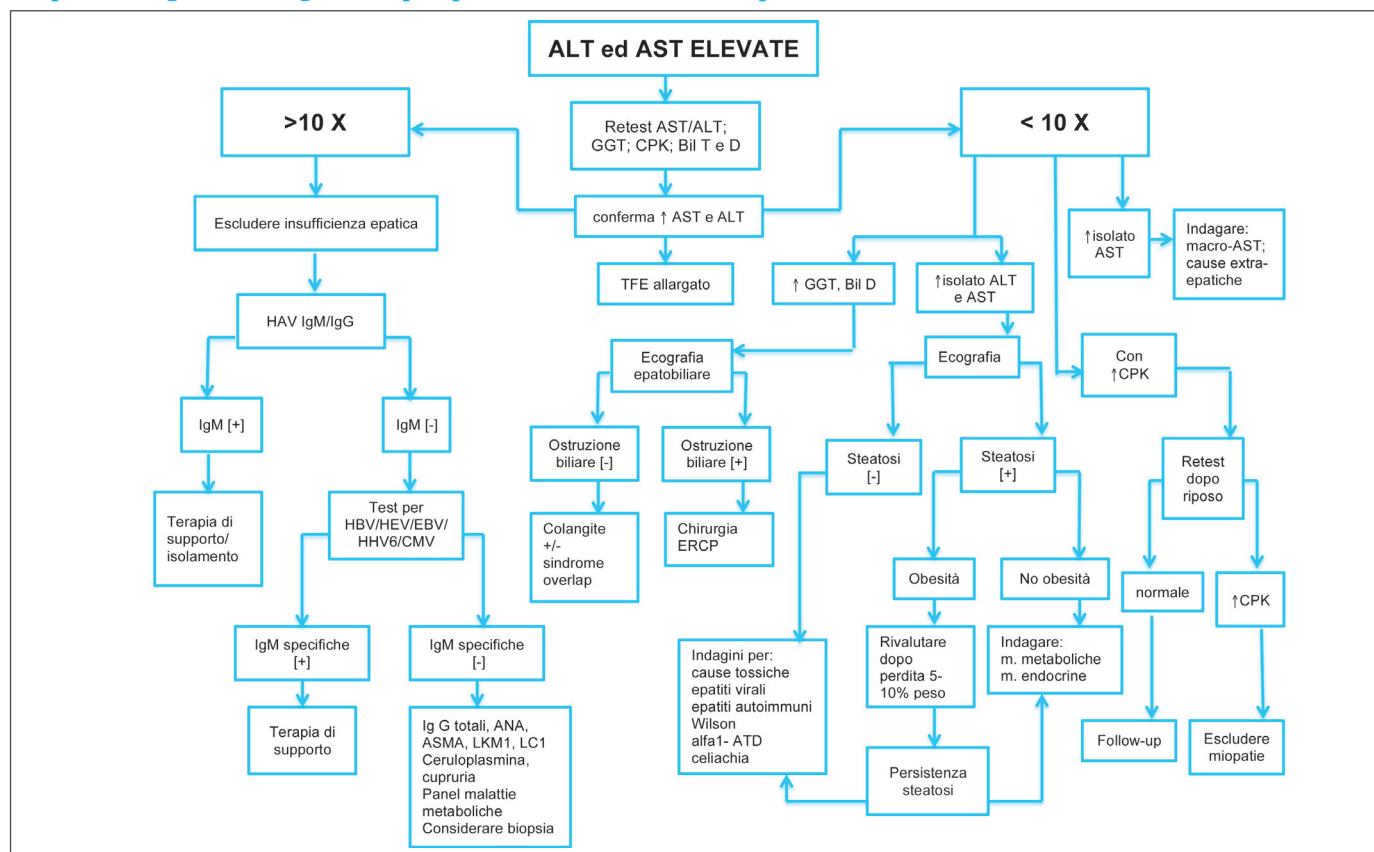 ALT ed AST ELEVATE
>10 X
Retest AST/ALT;
GGT; CPK; Bil T e D
< 10 X
Escludere insufficienza epatica
conferma ↑ AST e ALT
↑isolato
AST
Indagare:
macro-AST;
cause extra-
epatiche
TFE allargato
↑ GGT, Bil D
↑isolato ALT
e AST
HAV IgM/IgG
Ecografia
epatobiliare
Ecografia
Con
↑CPK
IgM [+]
IgM [-]
Ostruzione
biliare [-]
Ostruzione
biliare [+]
Steatosi
[-]
Steatosi
[+]
Retest
dopo
riposo
Terapia di
supporto/
isolamento
Test per
HBV/HEV/EBV/
HHV6/CMV
Colangite
+/-
sindrome
overlap
Chirurgia
ERCP
Obesità
No obesità
normale
↑CPK
IgM specifiche
[+]
IgM specifiche
[-]
Indagini per:
cause tossiche
epatiti virali
epatiti autoimmuni
Wilson
alfa1- ATD
celiachia
Rivalutare
dopo
perdita 5-
10% peso
Indagare:
m. metaboliche
m. endocrine
Terapia di
supporto
Ig G totali, ANA,
ASMA, LKM1, LC1
Ceruloplasmina,
cupruria
Panel malattie
metaboliche
Considerare biopsia
Persistenza
steatosi
Follow-up
Escludere
miopatie